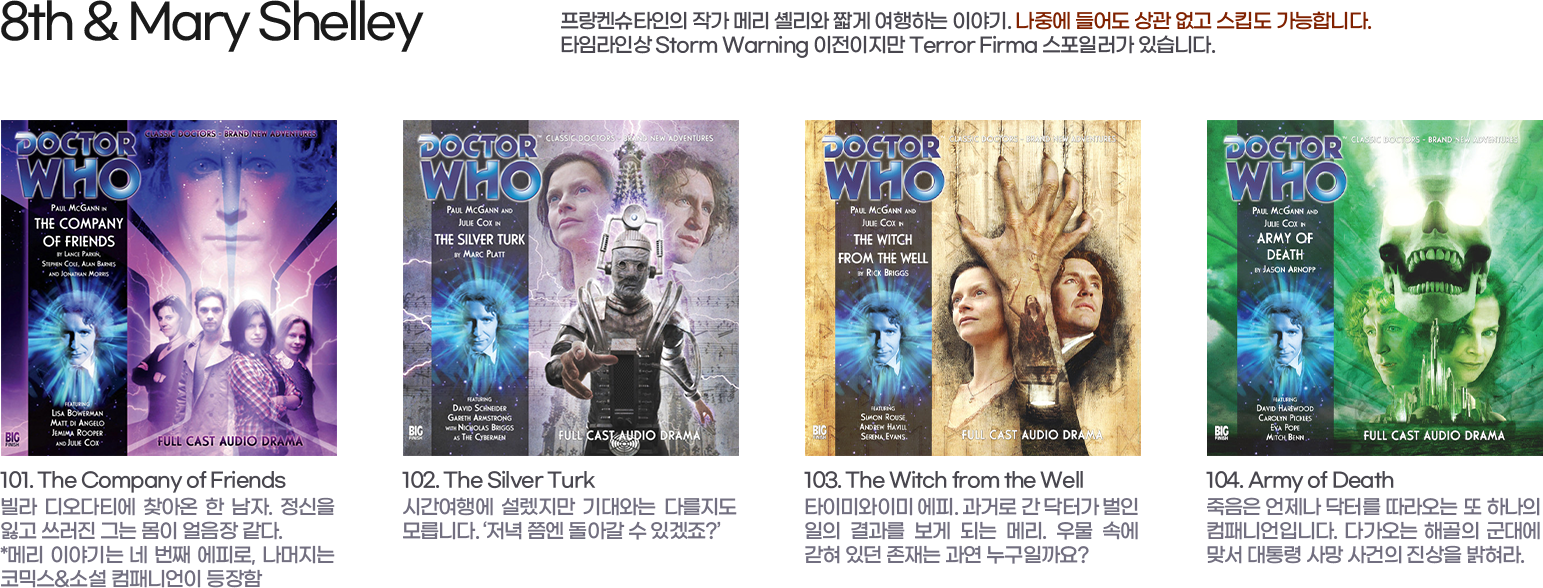 8th & Mary Shelley
프랑켄슈타인의 작가 메리 셸리와 짧게 여행하는 이야기. 나중에 들어도 상관 없고 스킵도 가능합니다.
타임라인상 Storm Warning 이전이지만 Terror Firma 스포일러가 있습니다.
CLASSIC DOCTORS - BRAND NEW ADVENTURES
DOCTOR
WHO
PAUL MCGANN IN
THE COMPANY
OF FRIENDS
BY LANCE PARKIN,
STEPHEN COLE, ALAN BARNES
AND JONATHAN MORRIS
FEATURING
LISA BOWERMAN
MATT DI ANGELO
JEMIMA ROOPER
AND JULIE COX
BIG
FINISH
FULL CAST AUDIO DRAMA
101. The Company of Friends
빌라 디오다티에 찾아온 한 남자. 정신을
잃고 쓰러진 그는 몸이 얼음장 같다.
*메리 이야기는 네 번째 에피로, 나머지는
코믹스&소설 컴패니언이 등장함
CLASSIC DOCTORS - BRAND NEW ADVENTURES
DOCTOR
WHO
PAUL MCGANN AND
JULIE COX IN
THE SILVER TURK
BY MARC PLATT
FEATURING
DAVID SCHNEIDER
GARETH ARMSTRONG
WITH NICHOLAS BRIGGS
AS THE CYBERMEN
BIG
FINISH
FULL CAST AUDIO DRAMA
102. The Silver Turk
시간여행에 설렜지만 기대와는 다를지도
모릅니다. ‘저녁 쯤엔 돌아갈 수 있겠죠?’
CLASSIC DOCTORS - BRAND NEW ADVENTURES
DOCTOR
WHO
PAUL MCGANN AND
JULIE COX IN
THE WITCH
FROM THE WELL
BY RICK BRIGGS
FEATURING
SIMON ROUSE
ANDREW HAVILL
SERENA EVANS
BIG
FINISH
FULL CAST AUDIO DRAMA
103. The Witch from the Well
타이미와이미 에피. 과거로 간 닥터가 벌인
일의 결과를 보게 되는 메리. 우물 속에
갇혀 있던 존재는 과연 누구일까요?
CLASSIC DOCTORS - BRAND NEW ADVENTURES
DOCTOR
WHO
PAUL MCGANN AND
JULIE COX IN
ARMY OF
DEATH
BY JASON ARNOPP
FEATURING
DAVID HAREWOOD
CAROLYN PICKLES
EVA POPE
MITCH BENN
BIG
FINISH
FULL CAST AUDIO DRAMA
104. Army of Death
죽음은 언제나 닥터를 따라오는 또 하나의
컴패니언입니다. 다가오는 해골의 군대에
맞서 대통령 사망 사건의 진상을 밝혀라.